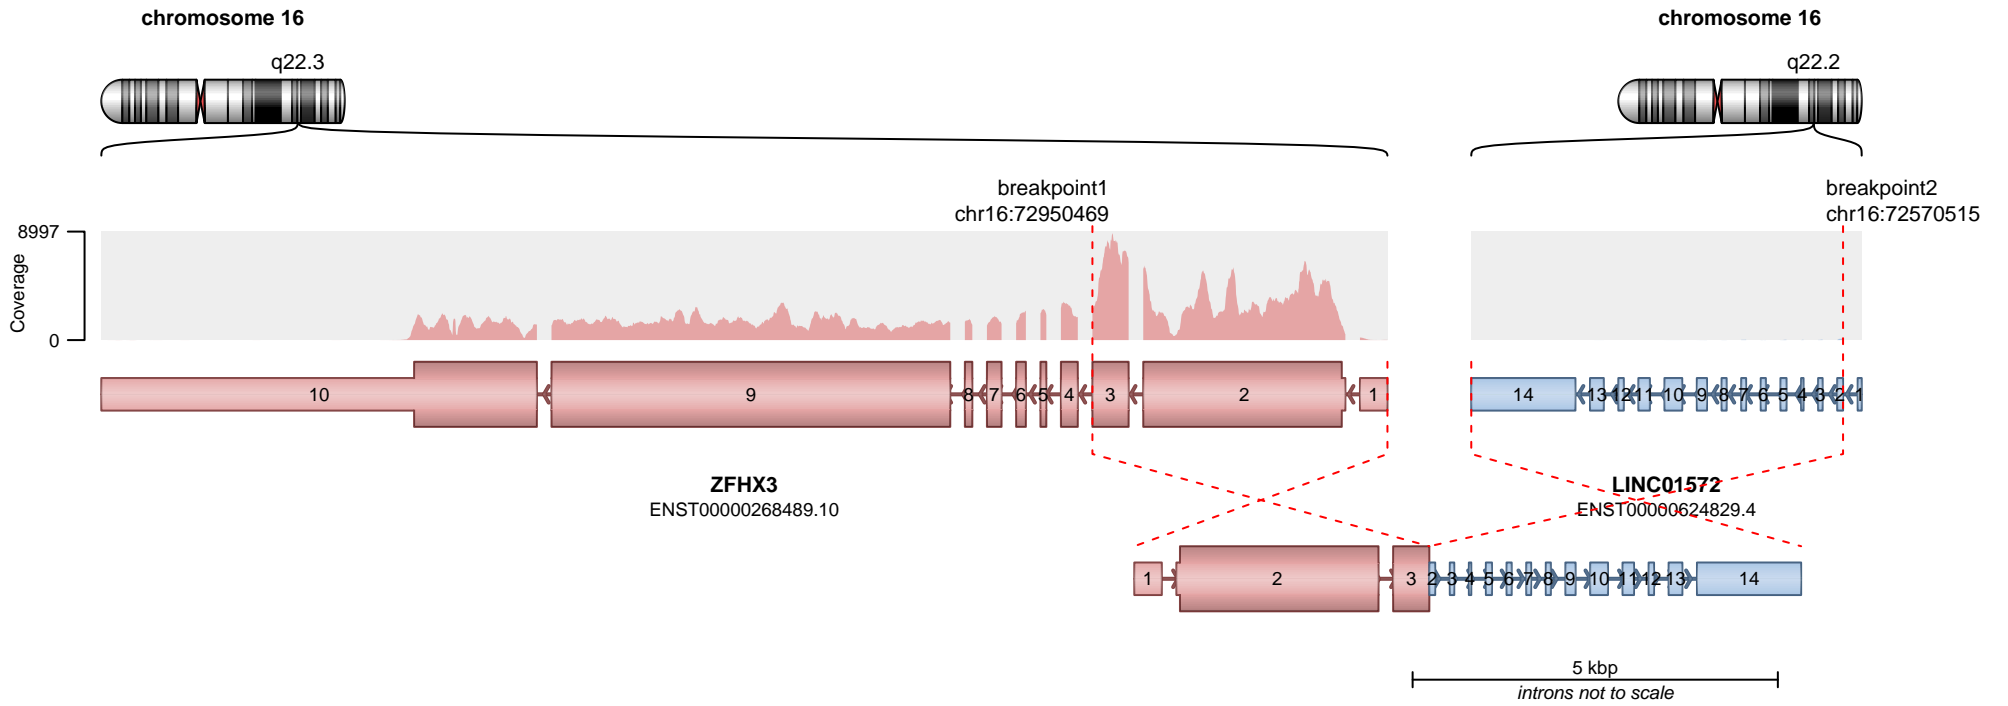 chromosome 16
chromosome 16
q22.3
q22.2
breakpoint1
chr16:72950469
breakpoint2
chr16:72570515
8997
0
Coverage
10 9 8 7 6 5 4 3 2 1
14 13 12 11 10 9 8 7 6 5 4 3 2 1
ZFHX3
ENST00000268489.10
LINC01572
ENST00000624829.4
1 2 3 2 3 4 5 6 7 8 9 10 11 12 13 14
5 kbp
introns not to scale